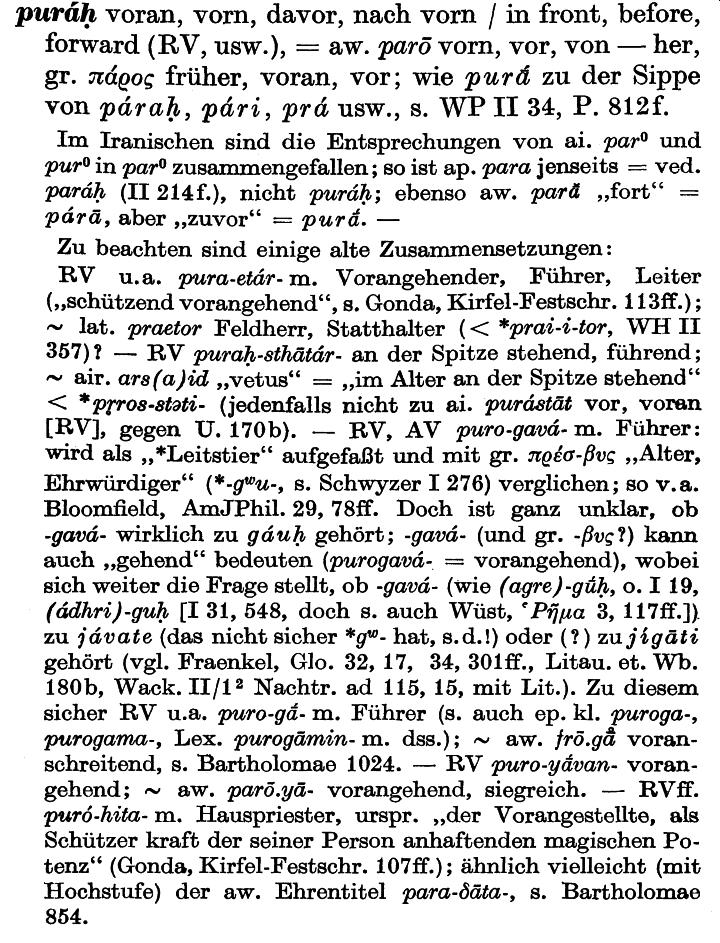 puráḥ voran, vorn, davor, nach vorn / in front, before,
forward (RV, usw.), = aw. parō vorn, vor, von — her,
gr. πάρος früher, voran, vor; wie purā́ zu der Sippe
von páraḥ, pári, prá usw., s. WP II 34, P. 812f.
Im Iranischen sind die Entsprechungen von ai. par⁰ und
pur⁰ in par⁰ zusammengefallen; so ist ap. para jenseits = ved.
paráḥ (II 214f.), nicht puráḥ; ebenso aw. parā̆ „fort“ =
párā, aber „zuvor“ = purā́. —
Zu beachten sind einige alte Zusammensetzungen:
RV u.a. pura-etár- m. Vorangehender, Führer, Leiter
(„schützend vorangehend“, s. Gonda, Kirfel-Festschr. 113ff.);
~ lat. praetor Feldherr, Statthalter (< *prai-i-tor, WH II
357)? — RV puraḥ-sthātár- an der Spitze stehend, führend;
~ air. ars(a)id „vetus“ = „im Alter an der Spitze stehend“
< *pr̥ros-stəti- (jedenfalls nicht zu ai. purástāt vor, voran
[RV], gegen U. 170b). — RV, AV puro-gavá- m. Führer:
wird als „*Leitstier“ aufgefaßt und mit gr. πρέσ-βυς „Alter,
Ehrwürdiger“ (*-gʷu-, s. Schwyzer I 276) verglichen; so v.a.
Bloomfield, AmJPhil. 29, 78ff. Doch ist ganz unklar, ob
-gavá- wirklich zu gáuḥ gehört; -gavá- (und gr. -βυς?) kann
auch „gehend“ bedeuten (purogavá- = vorangehend), wobei
sich weiter die Frage stellt, ob -gavá- (wie (agre)-gū́ḥ, o. I 19,
(ádhri)-guḥ [I 31, 548, doch s. auch Wüst, Ῥῆμα 3, 117ff.])
zu jávate (das nicht sicher *gʷ- hat, s.d.!) oder (?) zu jígāti
gehört (vgl. Fraenkel, Glo. 32, 17, 34, 301ff., Litau. et. Wb.
180b, Wack. II/1² Nachtr. ad 115, 15, mit Lit.). Zu diesem
sicher RV u.a. puro-gā́- m. Führer (s. auch ep. kl. puroga-,
purogama-, Lex. purogāmin- m. dss.); ~ aw. frō.gå̄ voran-
schreitend, s. Bartholomae 1024. — RV puro-yávan- voran-
gehend; ~ aw. parō.yā- vorangehend, siegreich. — RVff.
puró-hita- m. Hauspriester, urspr. „der Vorangestellte, als
Schützer kraft der seiner Person anhaftenden magischen Po-
tenz“ (Gonda, Kirfel-Festschr. 107ff.); ähnlich vielleicht (mit
Hochstufe) der aw. Ehrentitel para-δāta-, s. Bartholomae
854.